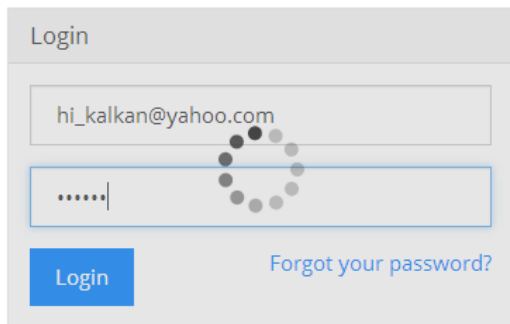 Login
hi_kalkan@yahoo.com
••••••
Login
Forgot your password?